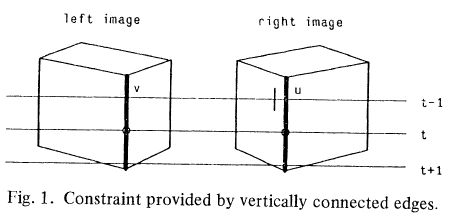 left image
right image
v
u
t-1
t
t+1
Fig. 1. Constraint provided by vertically connected edges.